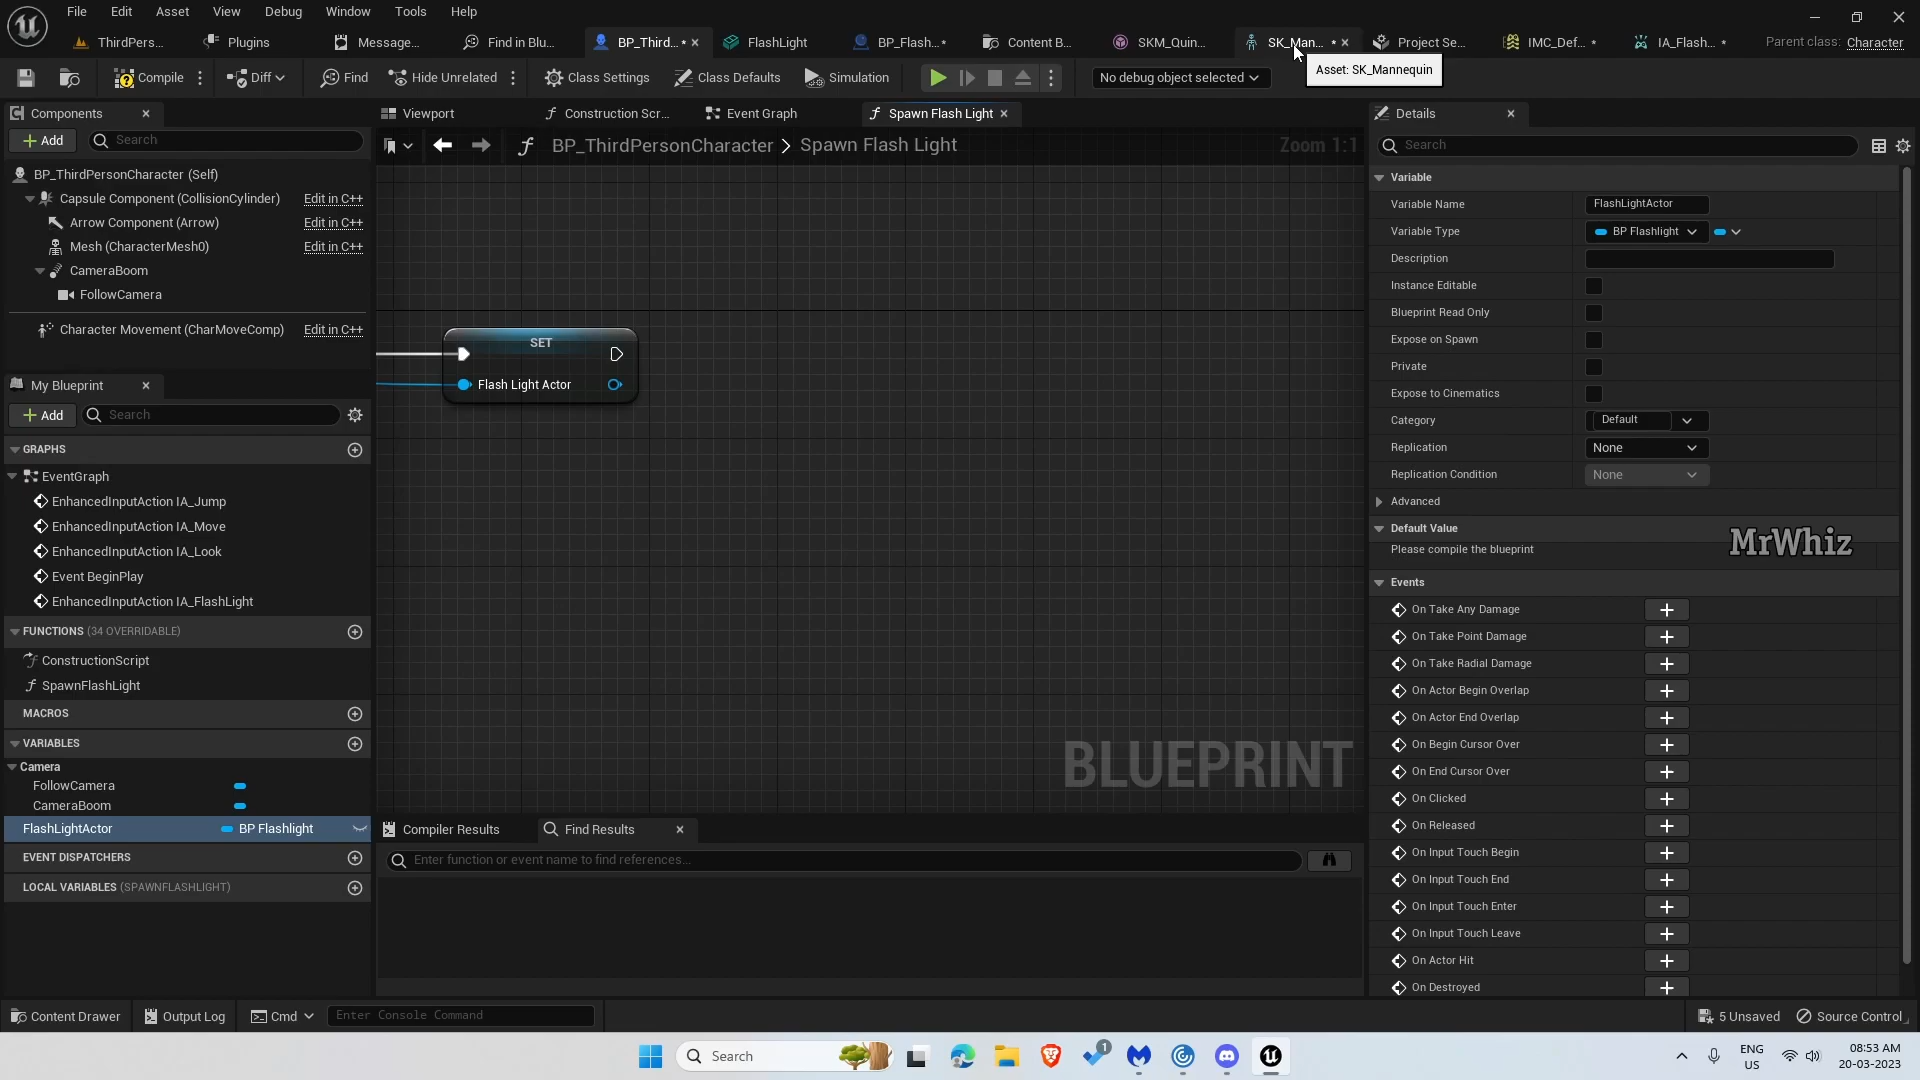 File Edit Asset View Debug Window Tools Help
ThirdPers... Plugins Message... Find in Blu... BP_Third... * FlashLight BP_Flash... * Content B... SKM_Quin... SK_Man... * Project Se... IMC_Def... * IA_Flash... * Parent class: Character
Compile Diff Find Hide Unrelated Class Settings Class Defaults Simulation No debug object selected
Asset: SK_Mannequin
Components
Add Search
BP_ThirdPersonCharacter (Self)
Capsule Component (CollisionCylinder) Edit in C++
Arrow Component (Arrow) Edit in C++
Mesh (CharacterMesh0) Edit in C++
CameraBoom
FollowCamera
Character Movement (CharMoveComp) Edit in C++
My Blueprint
Add Search
GRAPHS
EventGraph
EnhancedInputAction IA_Jump
EnhancedInputAction IA_Move
EnhancedInputAction IA_Look
Event BeginPlay
EnhancedInputAction IA_FlashLight
FUNCTIONS (34 OVERRIDABLE)
ConstructionScript
SpawnFlashLight
MACROS
VARIABLES
Camera
FollowCamera
CameraBoom
FlashLightActor BP Flashlight
EVENT DISPATCHERS
LOCAL VARIABLES (SPAWNFLASHLIGHT)
Viewport Construction Scr... Event Graph Spawn Flash Light
BP_ThirdPersonCharacter > Spawn Flash Light Zoom 1:1
SET
Flash Light Actor
BLUEPRINT
Compiler Results Find Results
Enter function or event name to find references...
Details
Search
Variable
Variable Name FlashLightActor
Variable Type BP Flashlight
Description
Instance Editable
Blueprint Read Only
Expose on Spawn
Private
Expose to Cinematics
Category Default
Replication None
Replication Condition None
Advanced
Default Value
Please compile the blueprint
MrWhiz
Events
On Take Any Damage
On Take Point Damage
On Take Radial Damage
On Actor Begin Overlap
On Actor End Overlap
On Begin Cursor Over
On End Cursor Over
On Clicked
On Released
On Input Touch Begin
On Input Touch End
On Input Touch Enter
On Input Touch Leave
On Actor Hit
On Destroyed
Content Drawer Output Log Cmd Enter Console Command 5 Unsaved Source Control
Search 1 ENG US 08:53 AM
20-03-2023